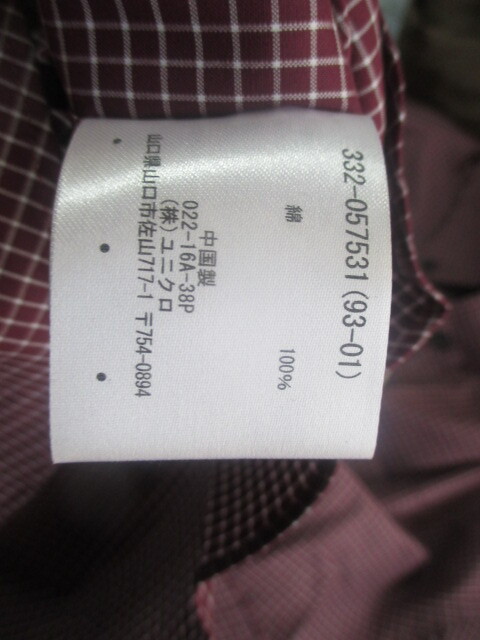 332-057531(93-01)
綿 100%
中国製
022-16A-38P
(株)ユニクロ
山口県山口市佐山717-1 〒754-0894